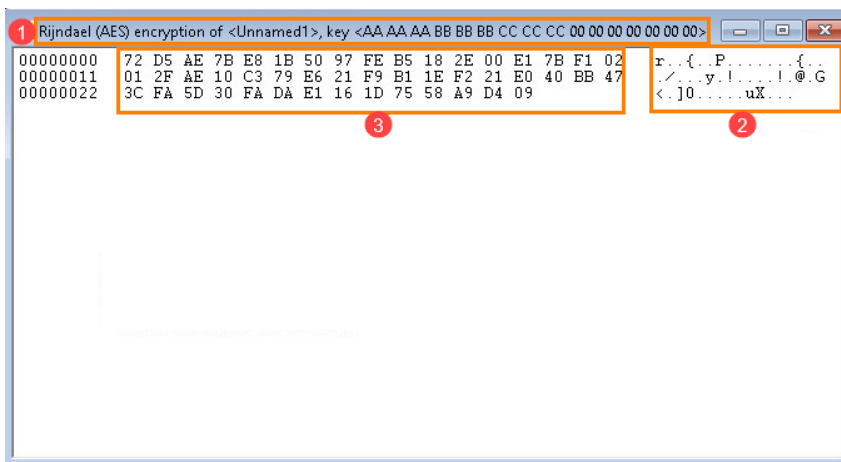 1 Rijndael (AES) encryption of <Unnamed1>, key <AA AA AA BB BB BB CC CC CC 00 00 00 00 00 00 00>
00000000 72 D5 AE 7B E8 1B 50 97 FE B5 18 2E 00 E1 7B F1 02 r..{..P.......{..
00000011 01 2F AE 10 C3 79 E6 21 F9 B1 1E F2 21 E0 40 BB 47 ./...y.!....!.@.G
00000022 3C FA 5D 30 FA DA E1 16 1D 75 58 A9 D4 09 <.]0.....uX...
3 2